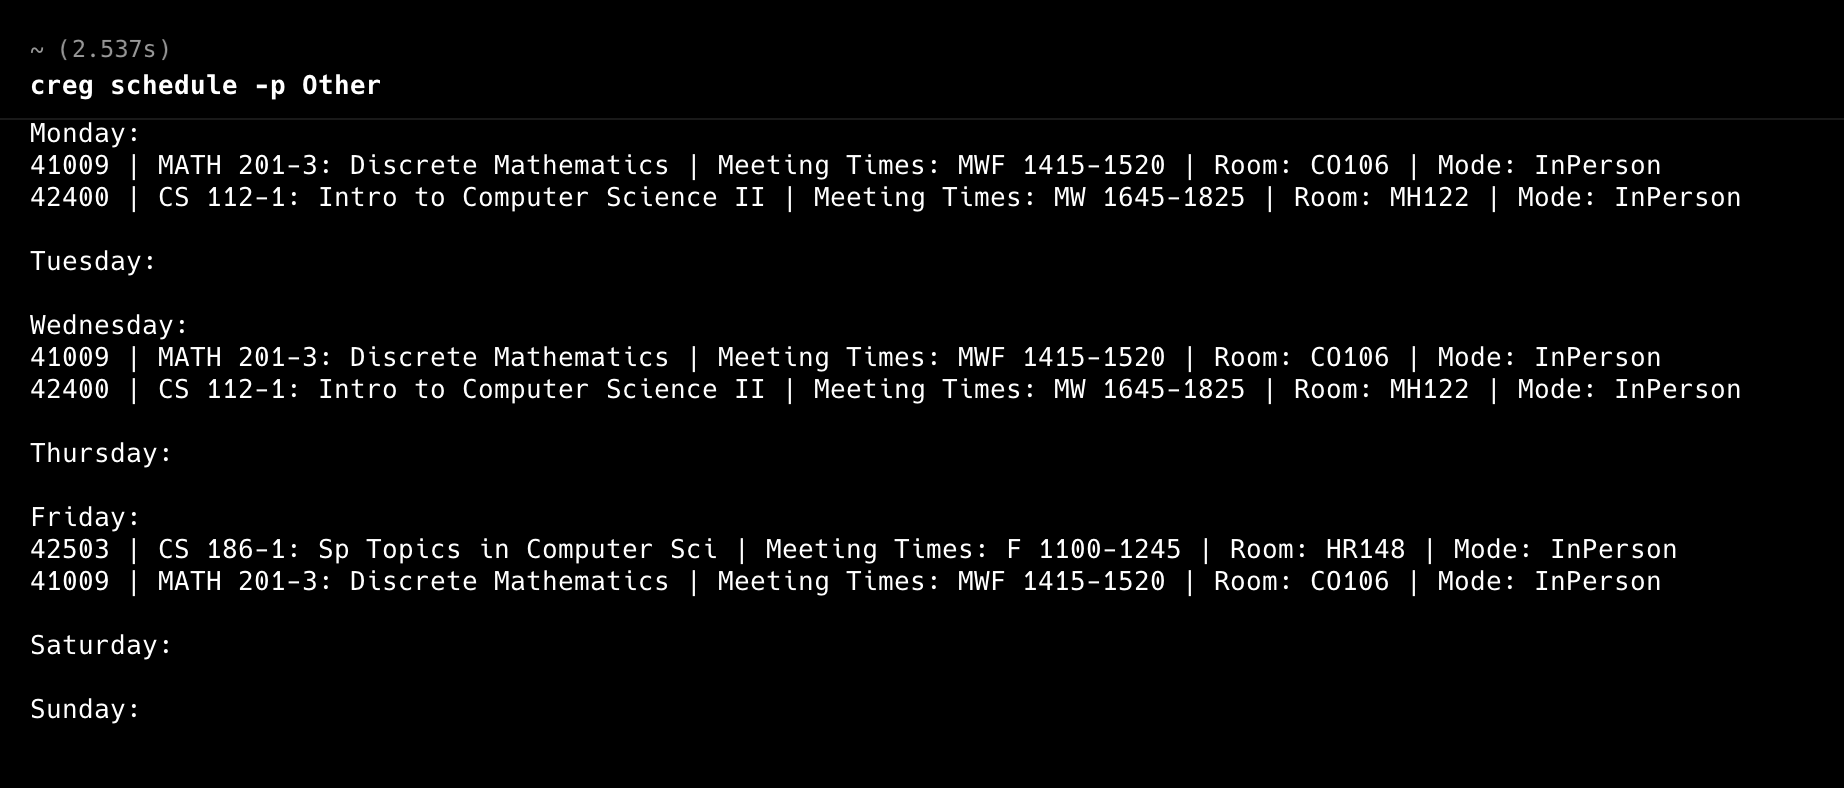 ~ (2.537s)
creg schedule -p Other
Monday:
41009 | MATH 201-3: Discrete Mathematics | Meeting Times: MWF 1415-1520 | Room: CO106 | Mode: InPerson
42400 | CS 112-1: Intro to Computer Science II | Meeting Times: MW 1645-1825 | Room: MH122 | Mode: InPerson
Tuesday:
Wednesday:
41009 | MATH 201-3: Discrete Mathematics | Meeting Times: MWF 1415-1520 | Room: CO106 | Mode: InPerson
42400 | CS 112-1: Intro to Computer Science II | Meeting Times: MW 1645-1825 | Room: MH122 | Mode: InPerson
Thursday:
Friday:
42503 | CS 186-1: Sp Topics in Computer Sci | Meeting Times: F 1100-1245 | Room: HR148 | Mode: InPerson
41009 | MATH 201-3: Discrete Mathematics | Meeting Times: MWF 1415-1520 | Room: CO106 | Mode: InPerson
Saturday:
Sunday: